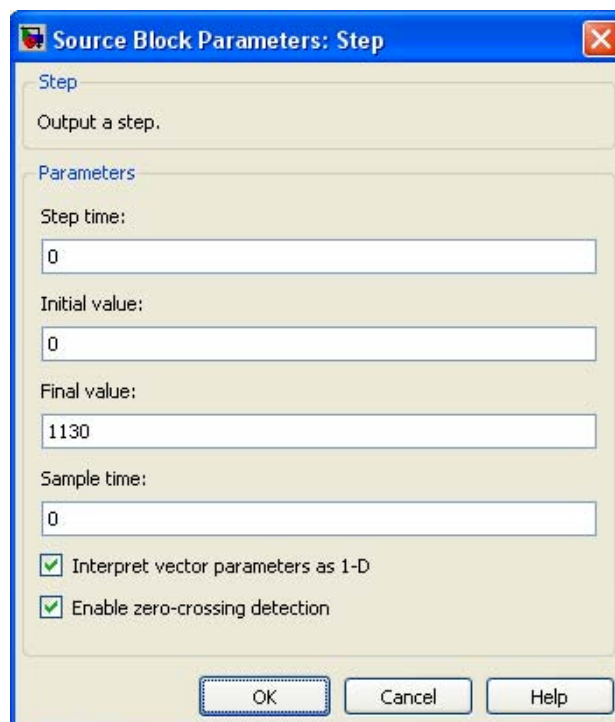 Source Block Parameters: Step
Step
Output a step.
Parameters
Step time:
0
Initial value:
0
Final value:
1130
Sample time:
0
Interpret vector parameters as 1-D
Enable zero-crossing detection
OK Cancel Help